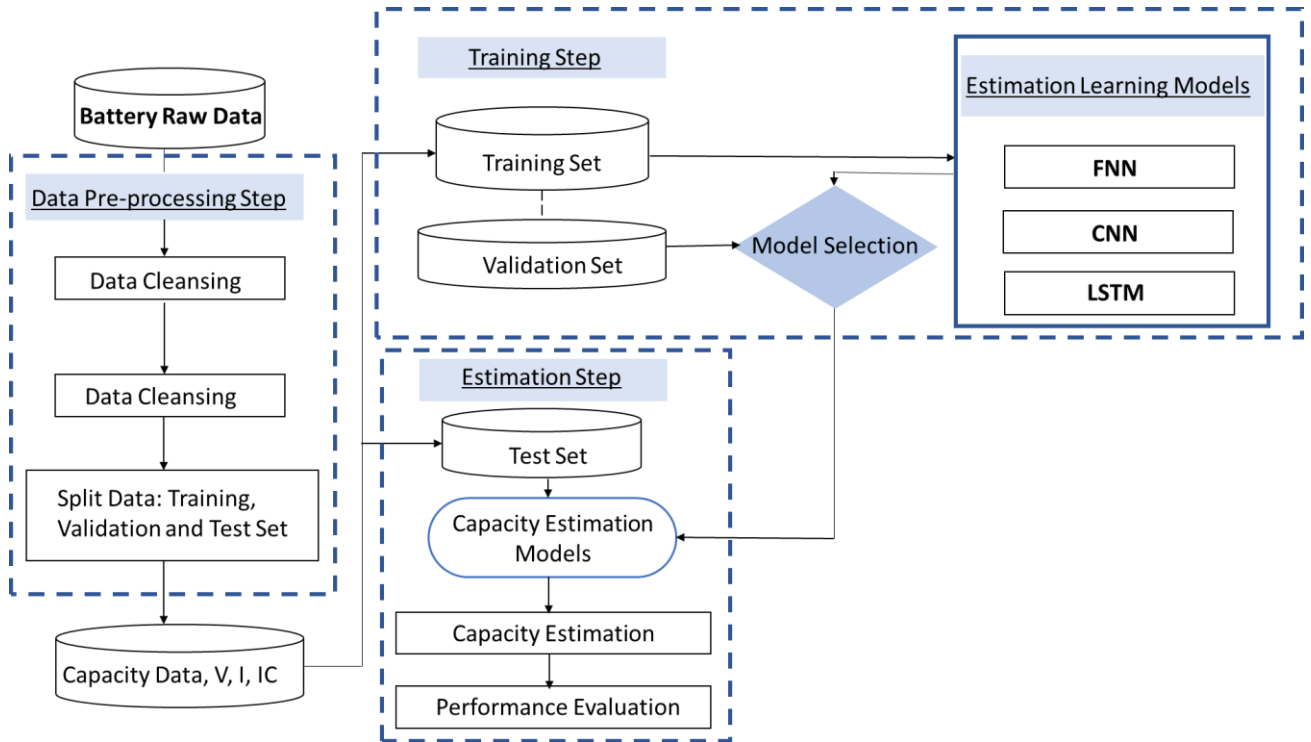 Battery Raw Data
Data Pre-processing Step
Data Cleansing
Data Cleansing
Split Data: Training,
Validation and Test Set
Capacity Data, V, I, IC
Training Step
Training Set
Validation Set
Model Selection
Estimation Learning Models
FNN
CNN
LSTM
Estimation Step
Test Set
Capacity Estimation
Models
Capacity Estimation
Performance Evaluation